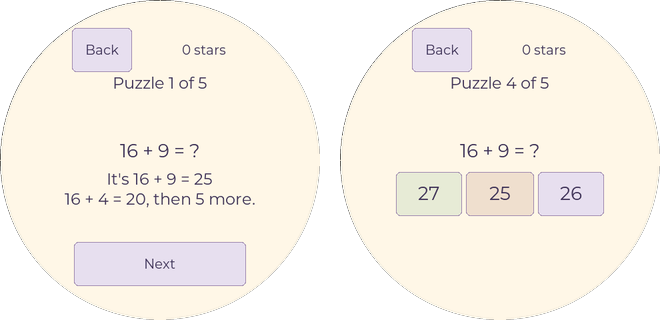 Back
0 stars
Puzzle 1 of 5
16 + 9 = ?
It's 16 + 9 = 25
16 + 4 = 20, then 5 more.
Next
Back
0 stars
Puzzle 4 of 5
16 + 9 = ?
27
25
26